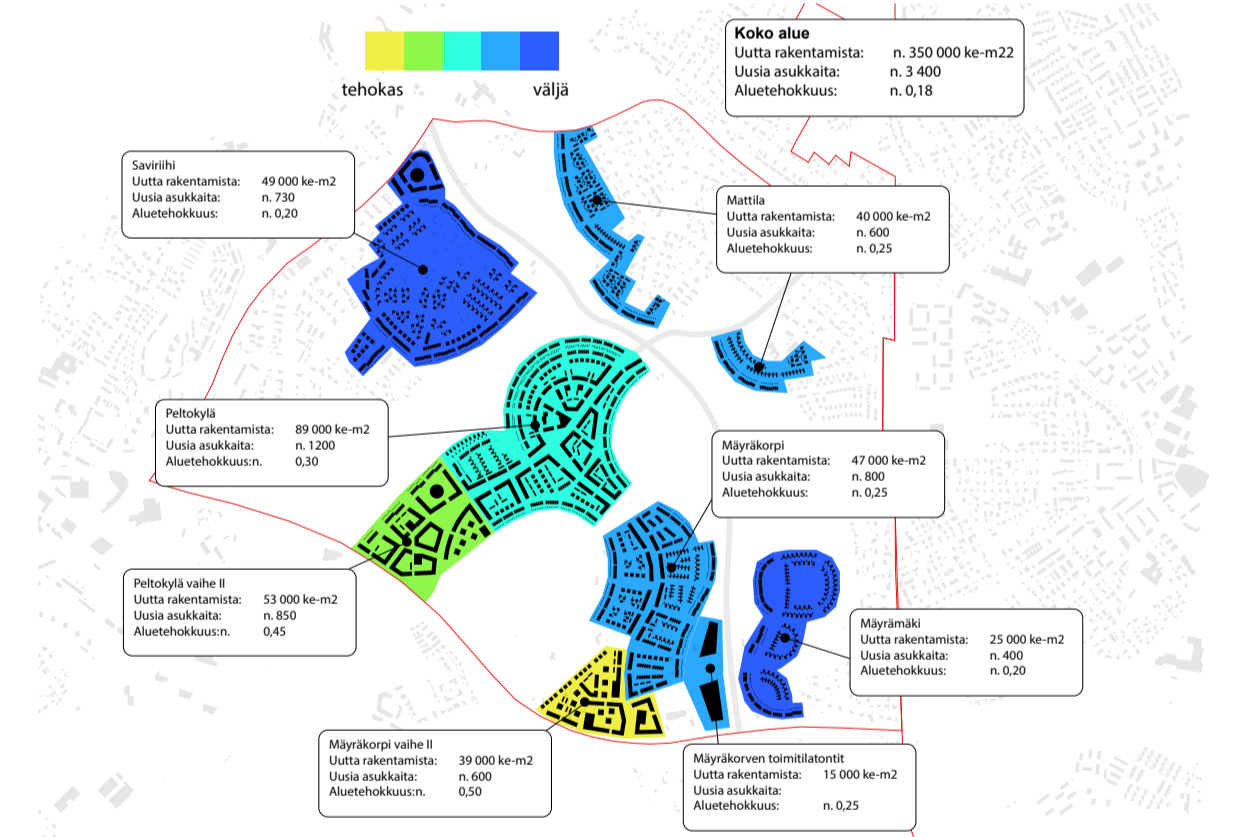 tehokas väljä
Koko alue
Uutta rakentamista: n. 350 000 ke-m22
Uusia asukkaita: n. 3 400
Aluetehokkuus: n. 0,18
Saviriihi
Uutta rakentamista: 49 000 ke-m2
Uusia asukkaita: n. 730
Aluetehokkuus: n. 0,20
Mattila
Uutta rakentamista: 40 000 ke-m2
Uusia asukkaita: n. 600
Aluetehokkuus: n. 0,25
Peltokylä
Uutta rakentamista: 89 000 ke-m2
Uusia asukkaita: n. 1200
Aluetehokkuus:n. 0,30
Mäyräkorpi
Uutta rakentamista: 47 000 ke-m2
Uusia asukkaita: n. 800
Aluetehokkuus: n. 0,25
Peltokylä vaihe II
Uutta rakentamista: 53 000 ke-m2
Uusia asukkaita: n. 850
Aluetehokkuus:n. 0,45
Mäyrämäki
Uutta rakentamista: 25 000 ke-m2
Uusia asukkaita: n. 400
Aluetehokkuus: n. 0,20
Mäyräkorpi vaihe II
Uutta rakentamista: 39 000 ke-m2
Uusia asukkaita: n. 600
Aluetehokkuus:n. 0,50
Mäyräkorven toimitilatontit
Uutta rakentamista: 15 000 ke-m2
Uusia asukkaita:
Aluetehokkuus: n. 0,25